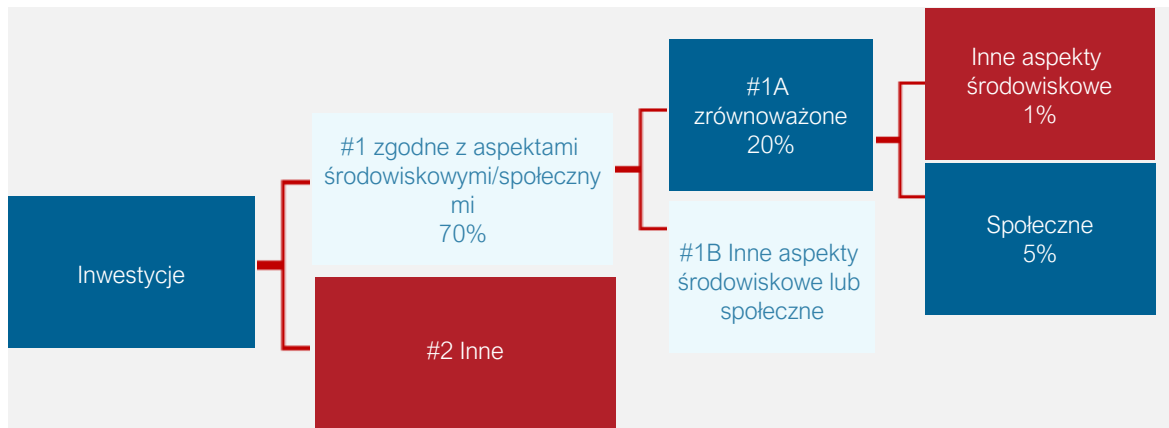 Inwestycje
#1 zgodne z aspektami
środowiskowymi/społeczny
mi
70%
#2 Inne
#1A
zrównoważone
20%
#1B Inne aspekty
środowiskowe lub
społeczne
Inne aspekty
środowiskowe
1%
Społeczne
5%